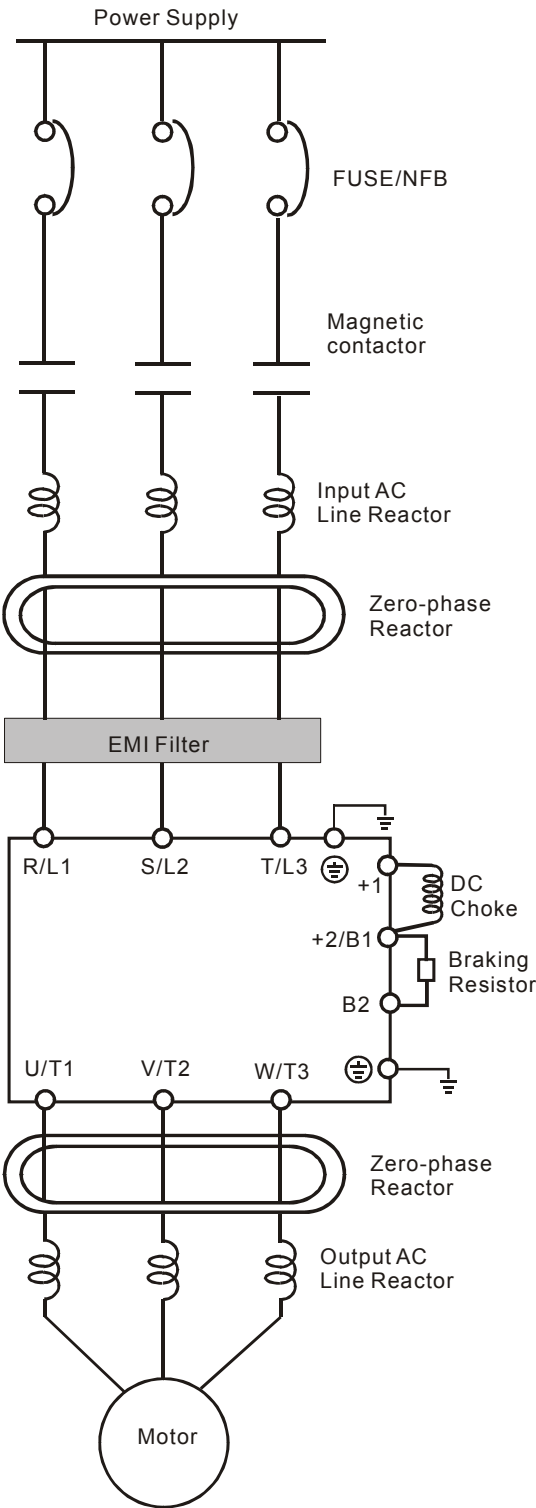 Power Supply
FUSE/NFB
Magnetic
contactor
Input AC
Line Reactor
Zero-phase
Reactor
EMI Filter
R/L1
S/L2
T/L3
+1
DC
Choke
+2/B1
Braking
Resistor
B2
U/T1
V/T2
W/T3
Zero-phase
Reactor
Output AC
Line Reactor
Motor